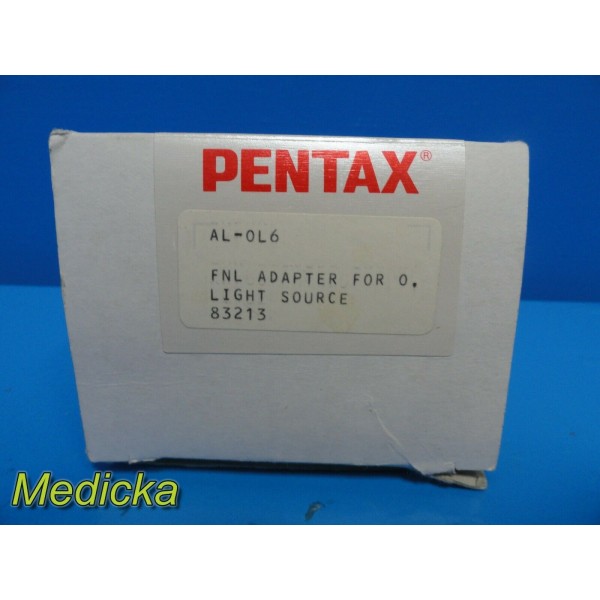 PENTAX®
AL-OL6
FNL ADAPTER FOR O.
LIGHT SOURCE
83213
Medicka